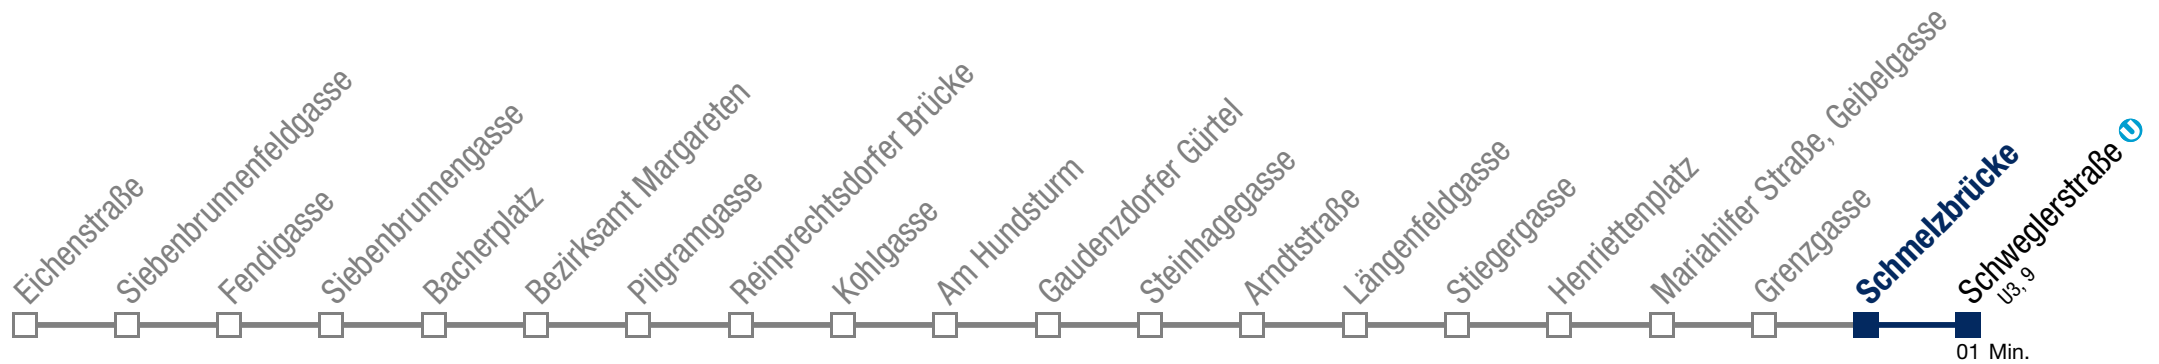 Eichenstraße
Siebenbrunnenfeldgasse
Fendigasse
Siebenbrunnengasse
Bacherplatz
Bezirksamt Margareten
Pilgramgasse
Reinprechtsdorfer Brücke
Kohlgasse
Am Hundsturm
Gaudenzdorfer Gürtel
Steinhagegasse
Arndtstraße
Längenfeldgasse
Stiegergasse
Henriettenplatz
Mariahilfer Straße, Geibelgasse
Grenzgasse
Schmelzbrücke
Schweglerstraße U
U3, 9
01 Min.